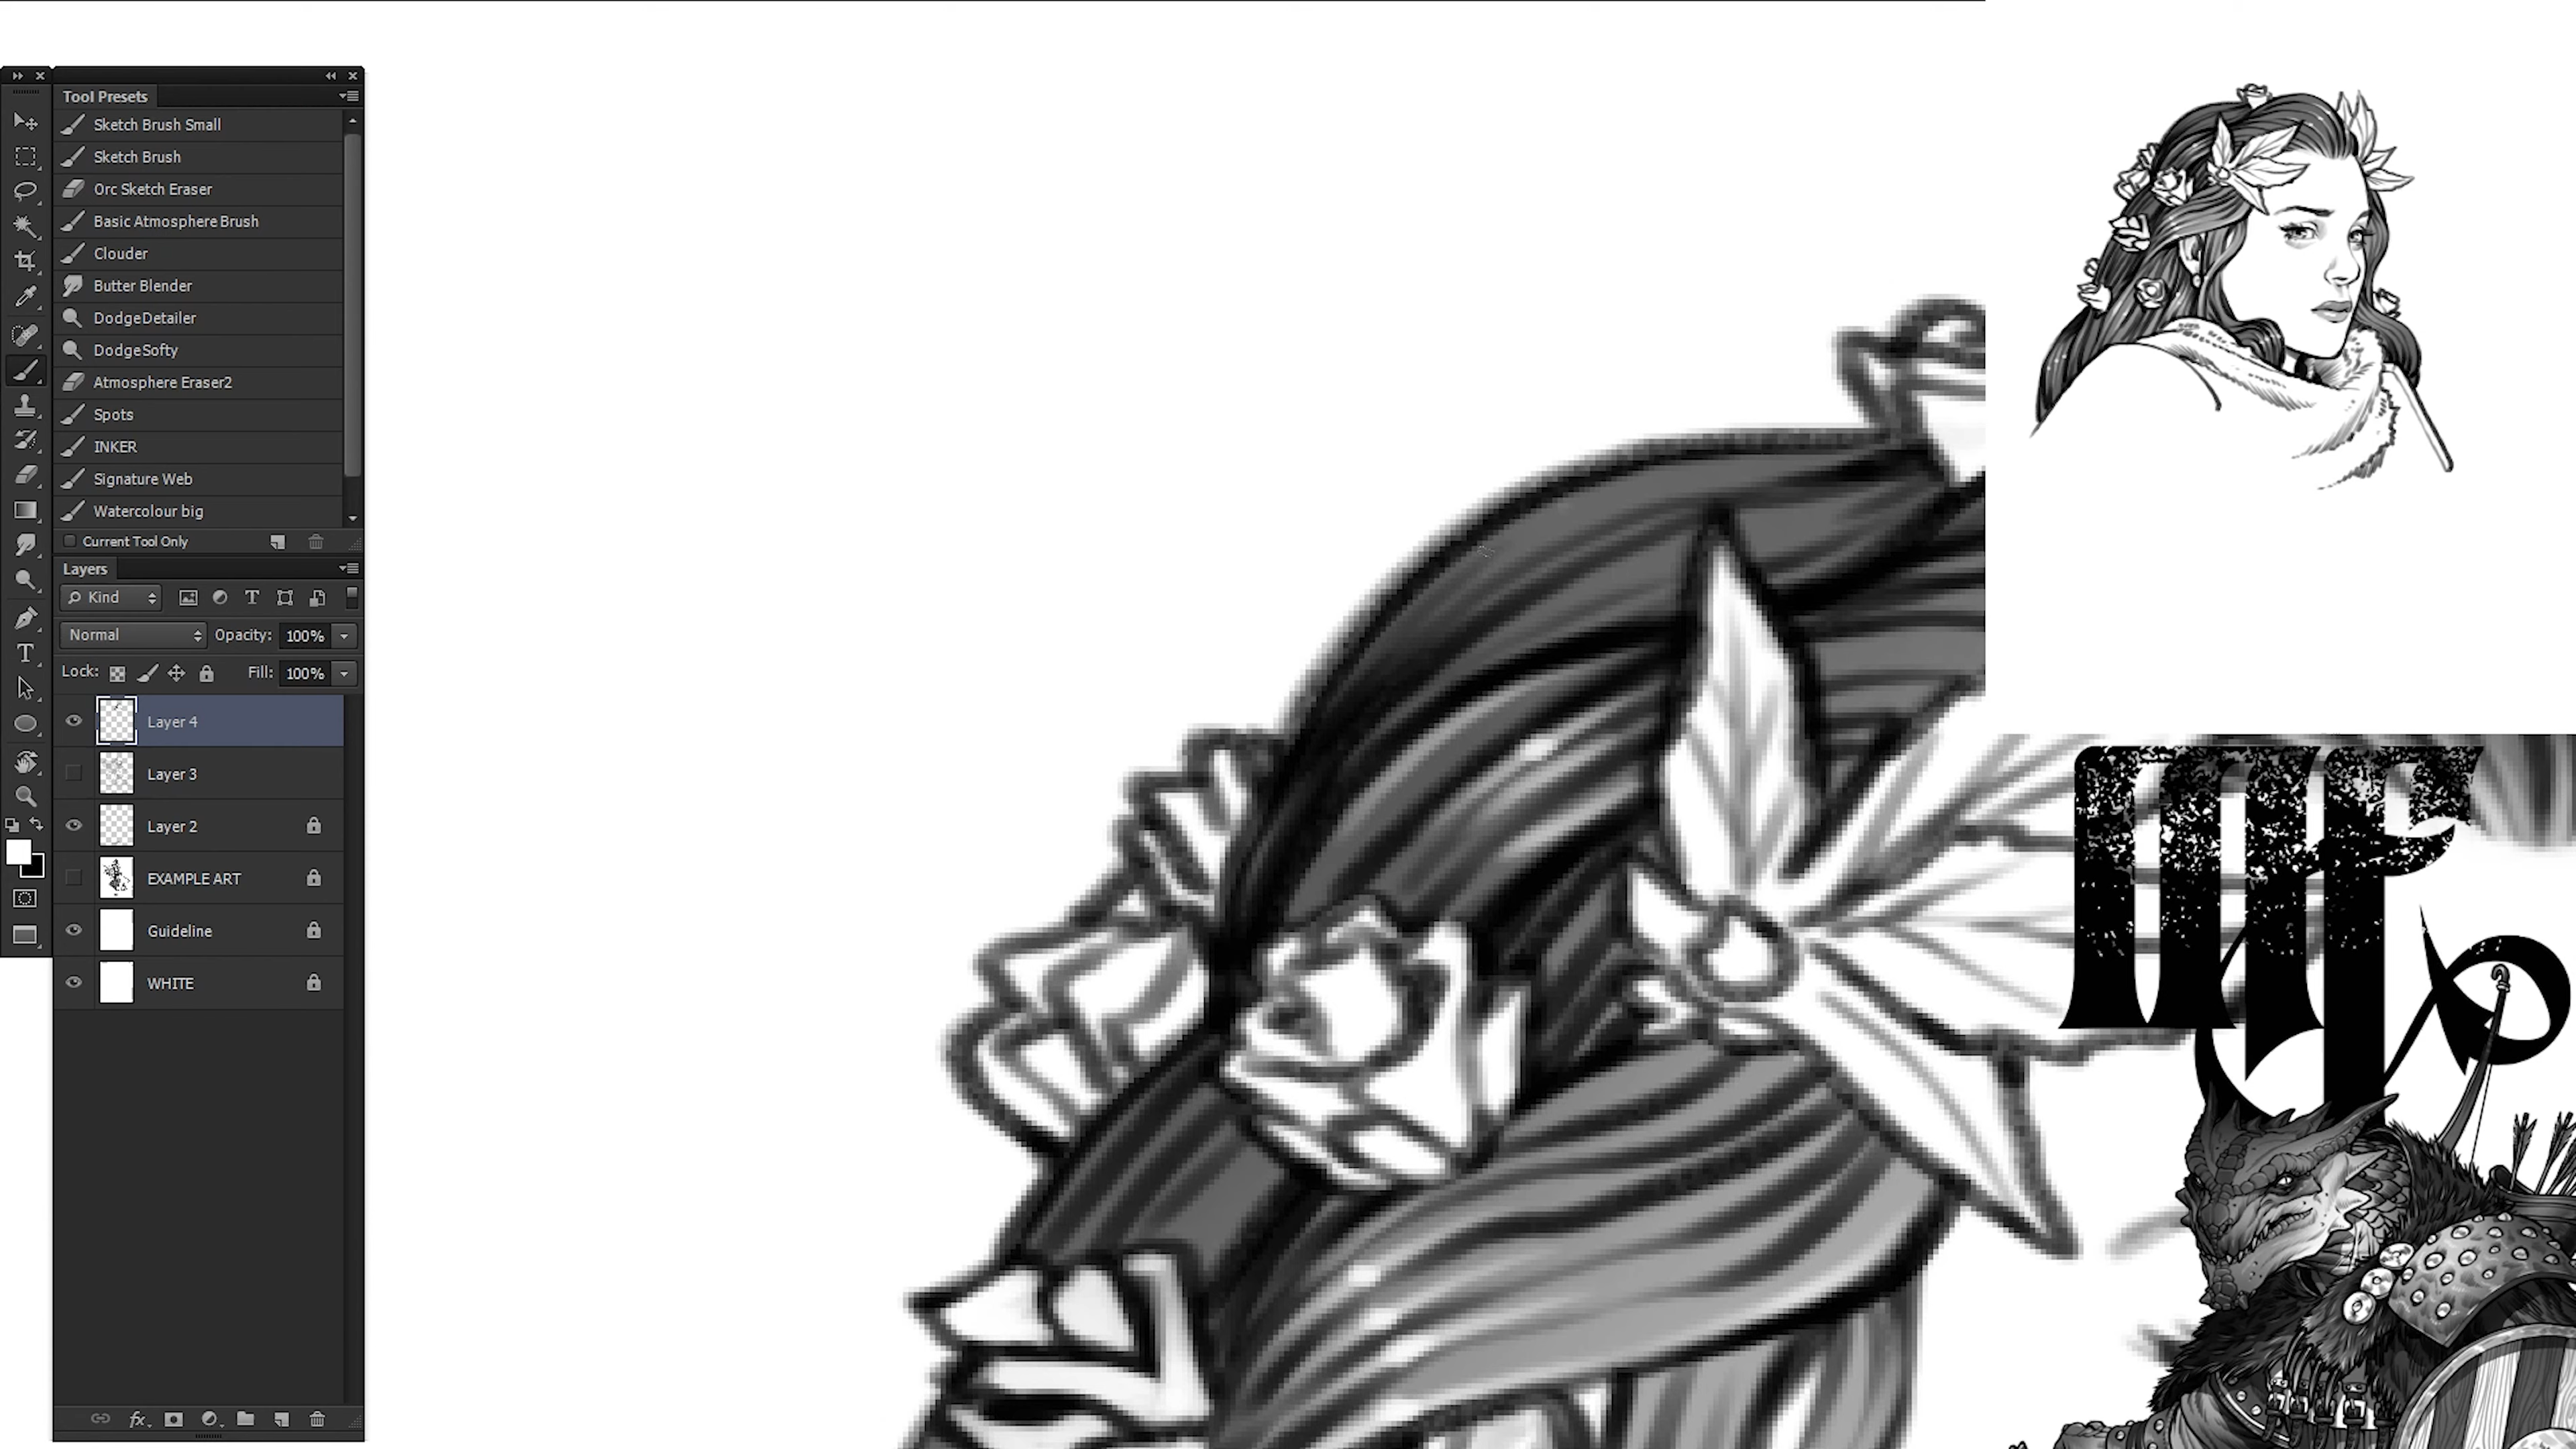 Tool Presets
Sketch Brush Small
Sketch Brush
Orc Sketch Eraser
Basic Atmosphere Brush
Clouder
Butter Blender
DodgeDetailer
DodgeSofty
Atmosphere Eraser2
Spots
INKER
Signature Web
Watercolour big
Current Tool Only
Layers
Kind
Normal Opacity: 100%
Lock: Fill: 100%
Layer 4
Layer 3
Layer 2
EXAMPLE ART
Guideline
WHITE
fx